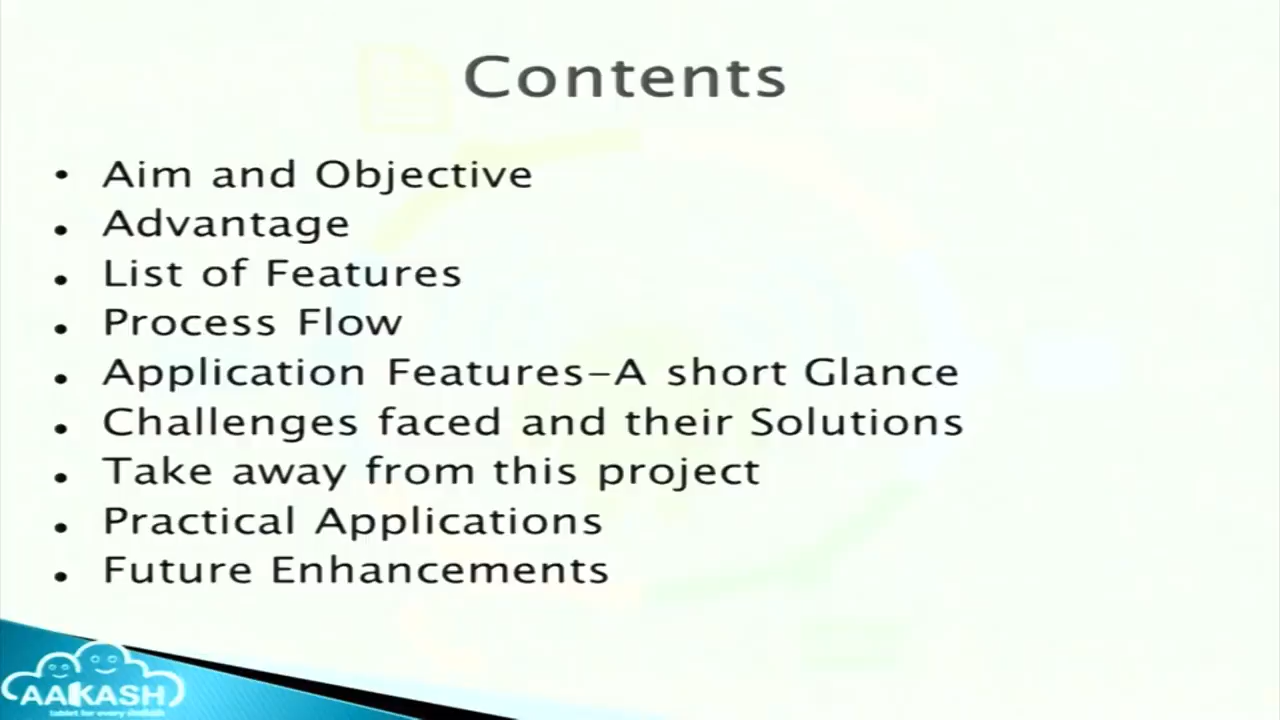 Contents
• Aim and Objective
• Advantage
• List of Features
• Process Flow
• Application Features-A short Glance
• Challenges faced and their Solutions
• Take away from this project
• Practical Applications
• Future Enhancements
AAKASH
tablet for every